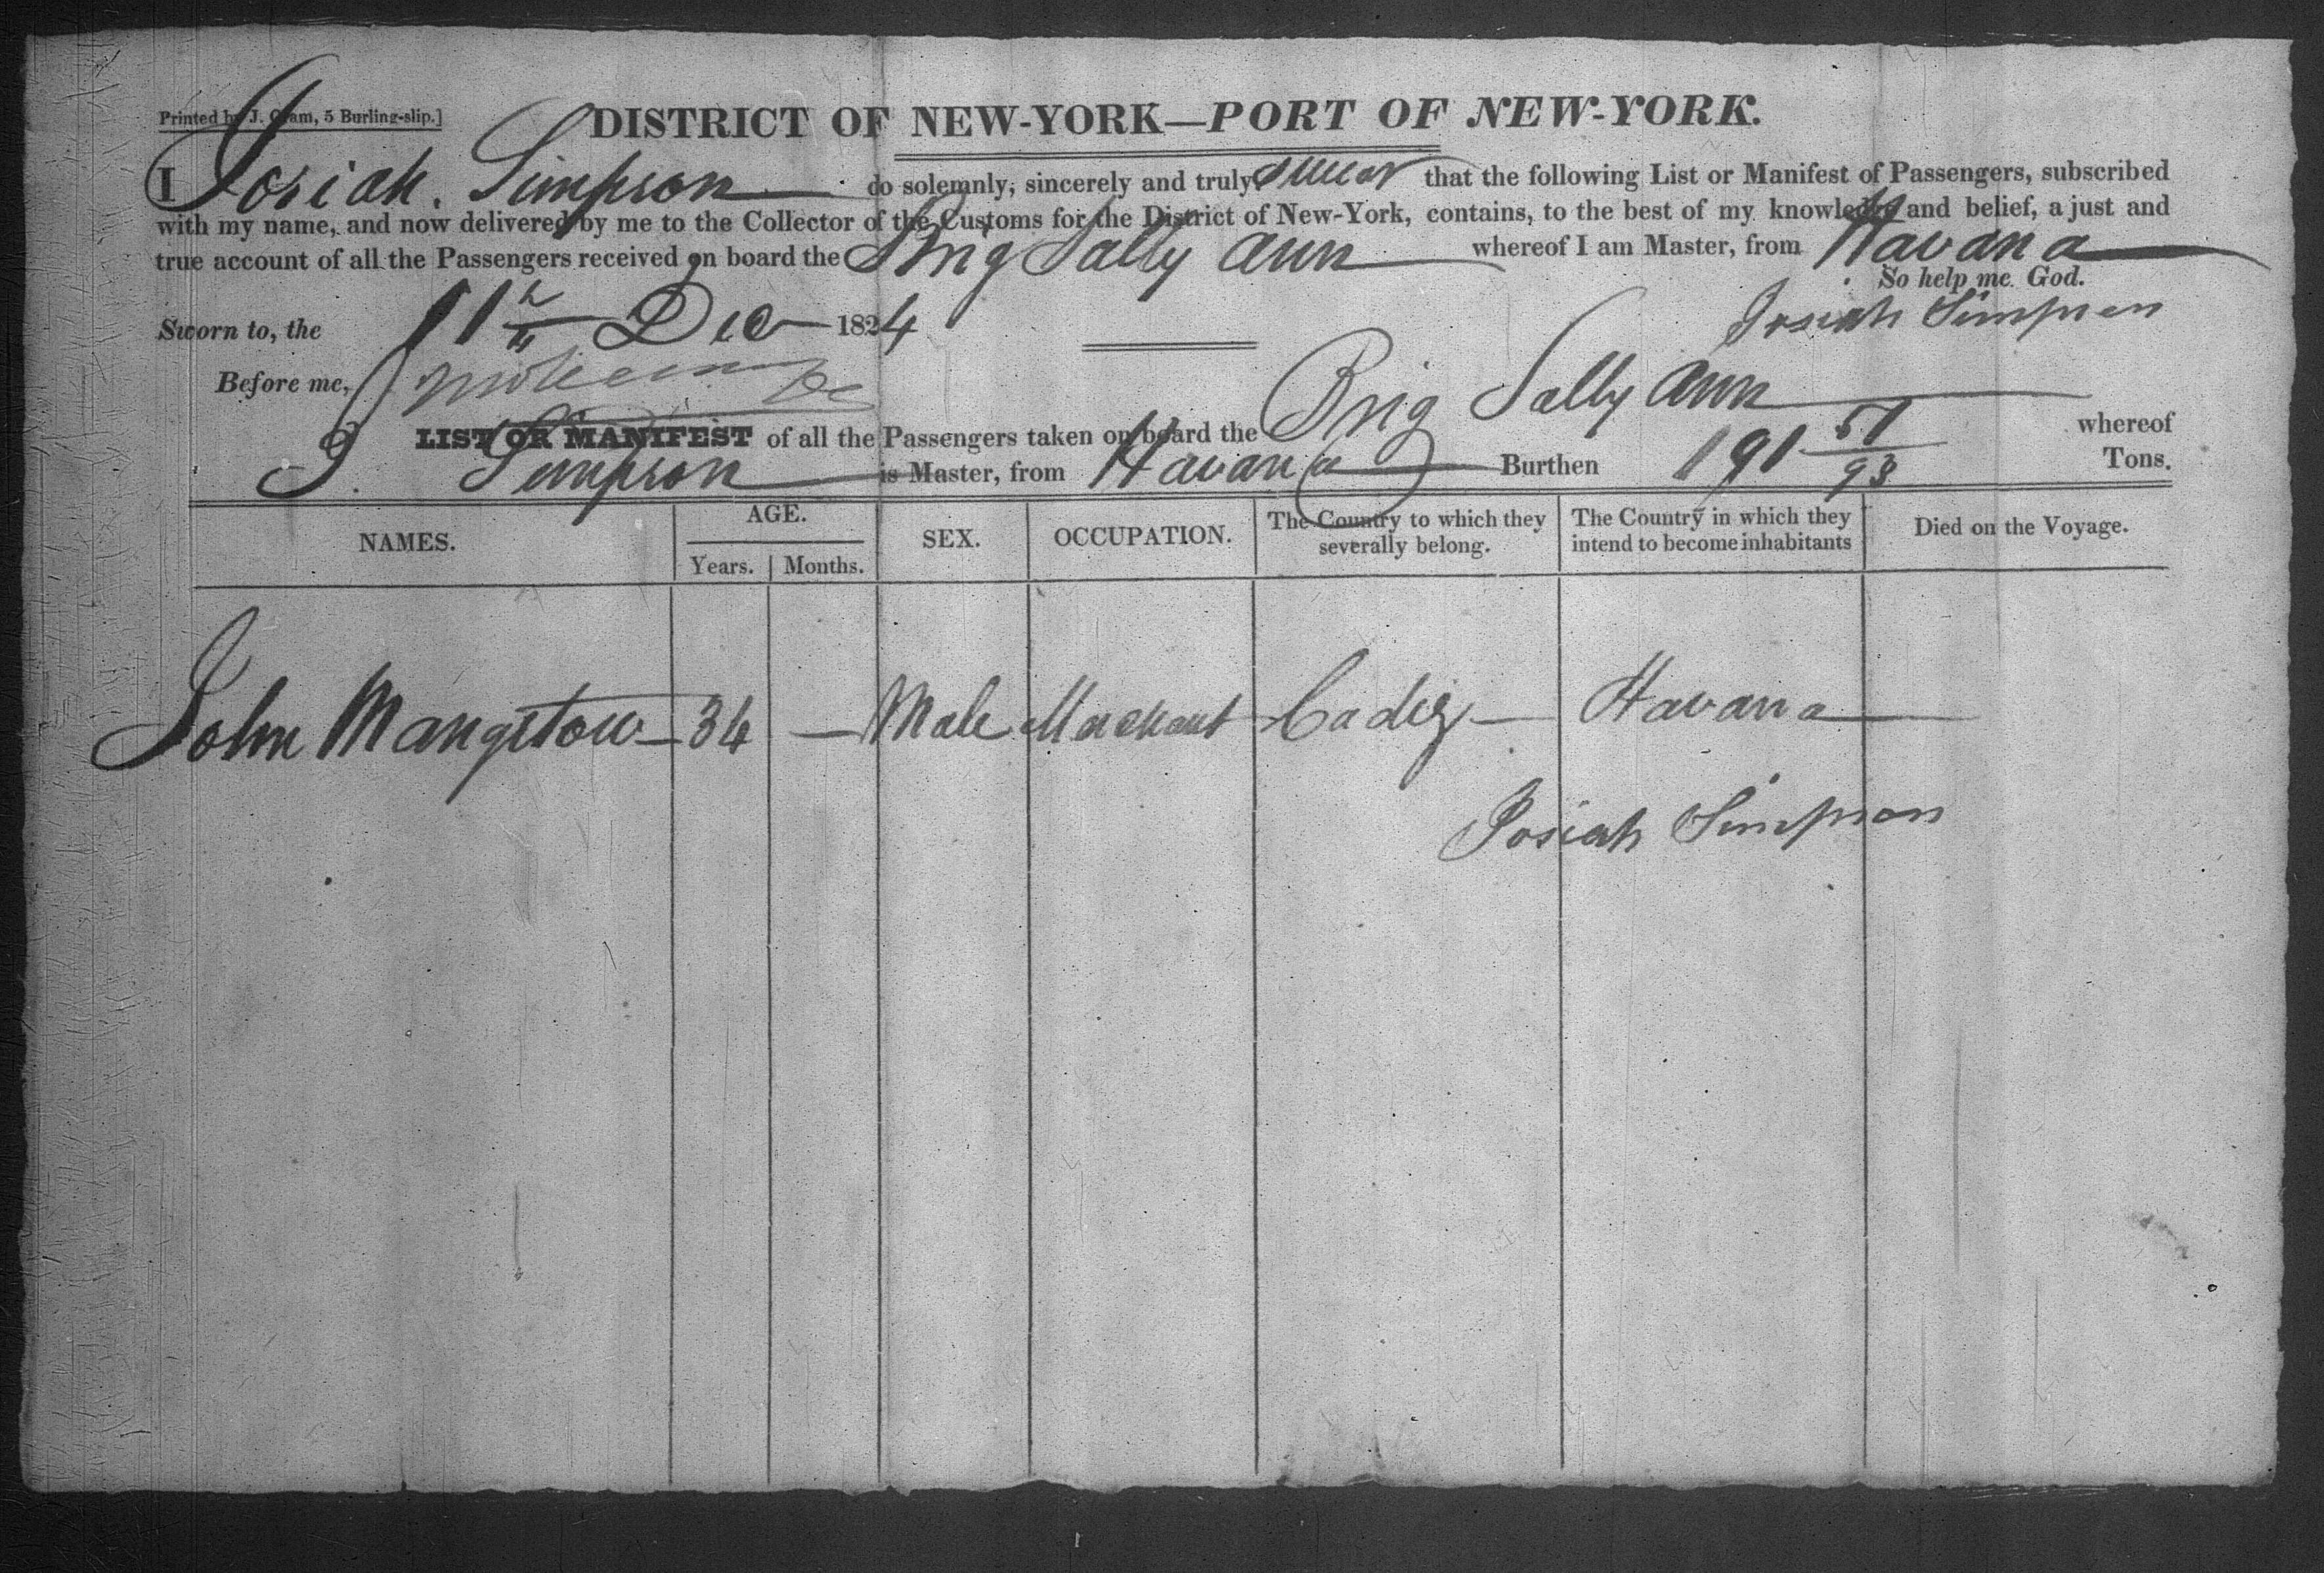 Printed by J. Oram, 5 Burling-slip.]
DISTRICT OF NEW-YORK—PORT OF NEW-YORK.
I Josiah. Simpson do solemnly, sincerely and truly swear that the following List or Manifest of Passengers, subscribed
with my name, and now delivered by me to the Collector of the Customs for the District of New-York, contains, to the best of my knowledge and belief, a just and
true account of all the Passengers received on board the Brig Sally Ann whereof I am Master, from Havana
So help me God.
Sworn to, the 11th Dec 1824
Josiah Simpson
Before me,
LIST OR MANIFEST of all the Passengers taken on board the Brig Sally Ann whereof
J. Simpson is Master, from Havana Burthen 191 51/93 Tons.
NAMES. AGE. SEX. OCCUPATION. The Country to which they severally belong. The Country in which they intend to become inhabitants Died on the Voyage.
Years. Months.
John Mangetou 34 — Male Merchant Cadiz — Havana —
Josiah Simpson